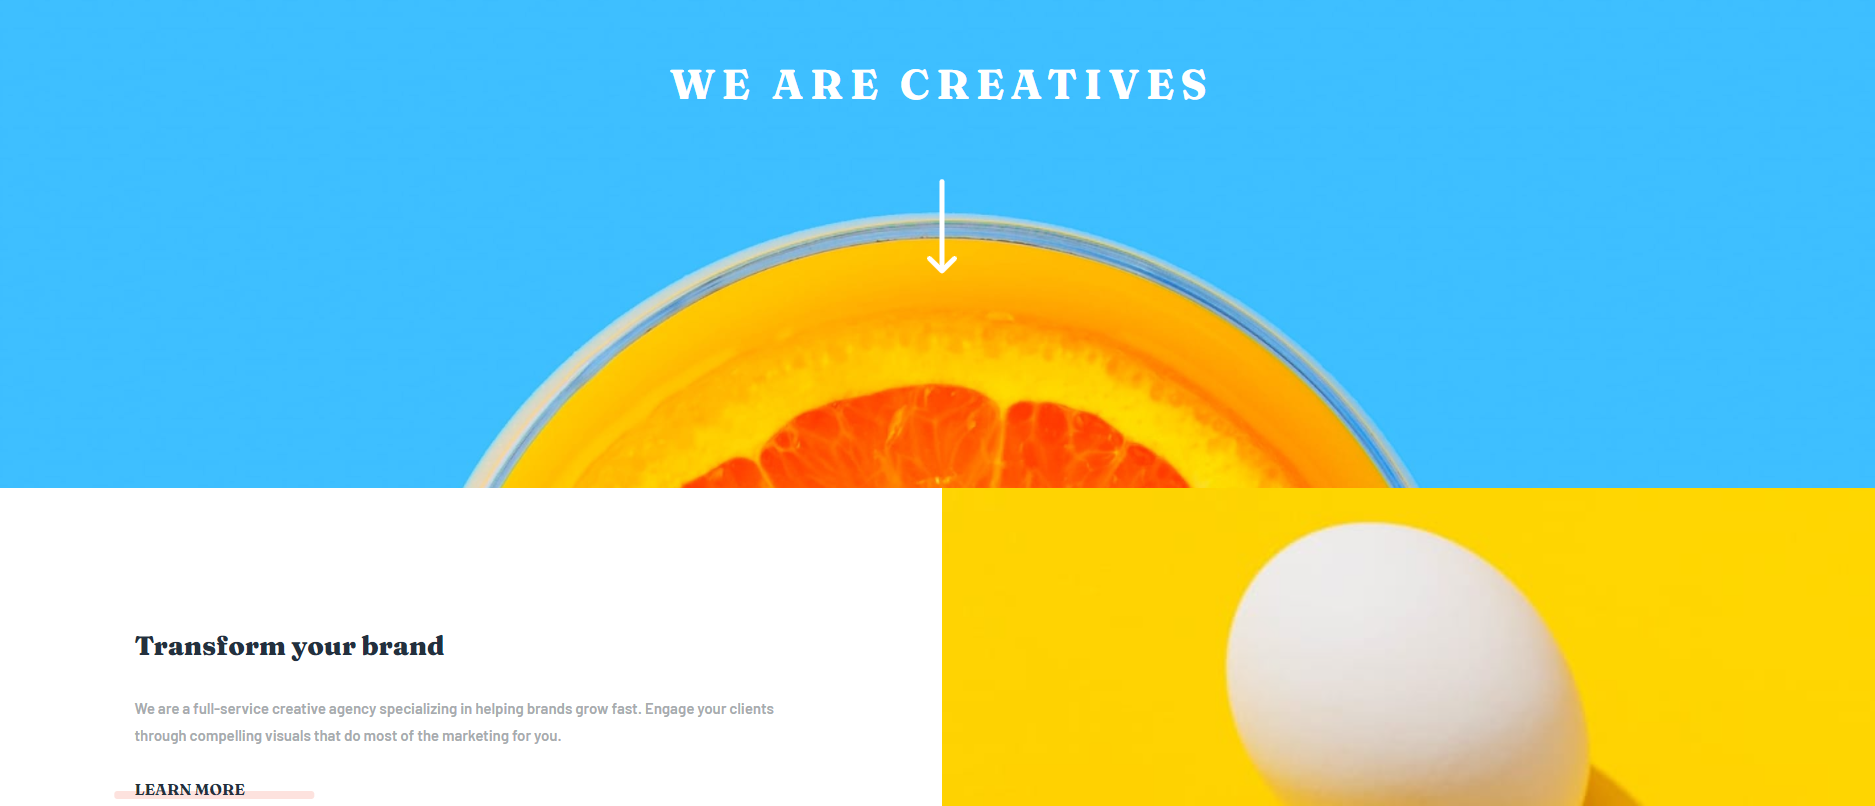 WE ARE CREATIVES
Transform your brand
We are a full-service creative agency specializing in helping brands grow fast. Engage your clients
through compelling visuals that do most of the marketing for you.
LEARN MORE